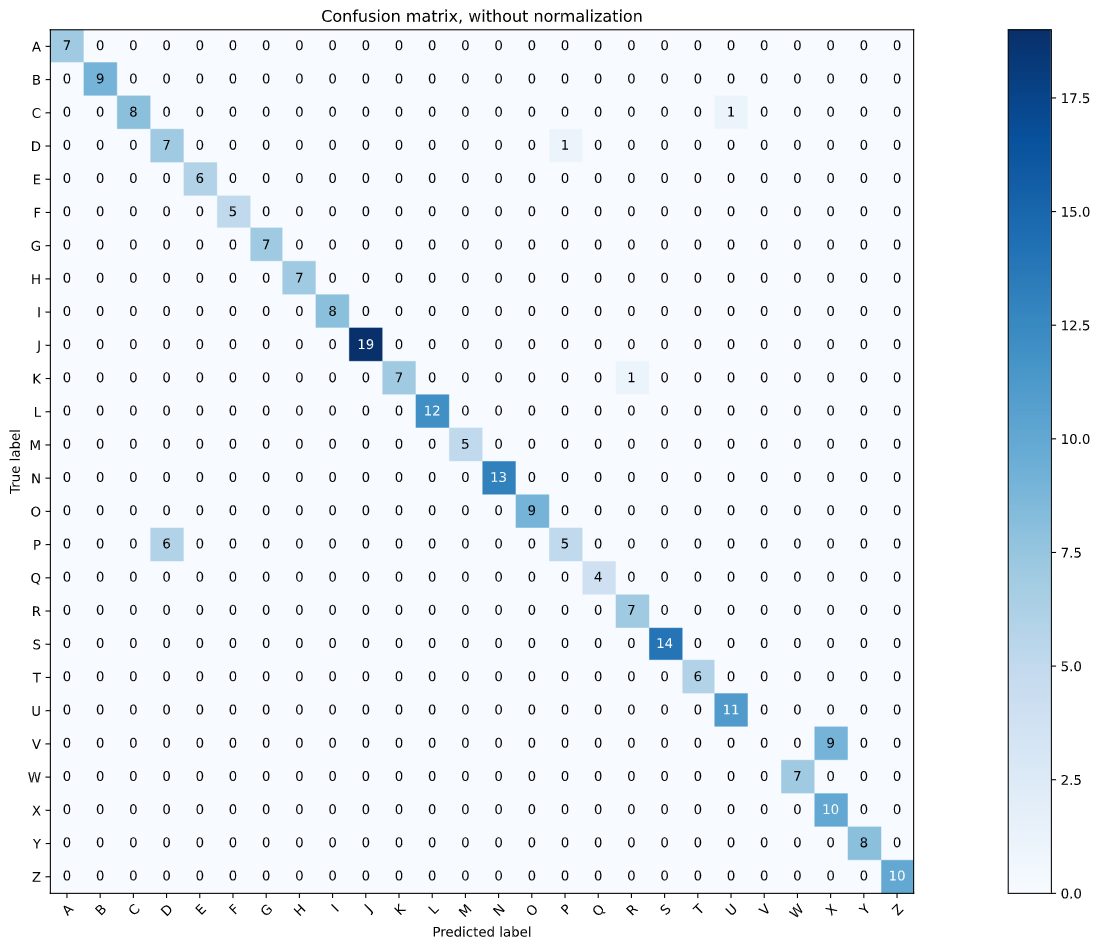 Confusion matrix, without normalization
A 7 0 0 0 0 0 0 0 0 0 0 0 0 0 0 0 0 0 0 0 0 0 0 0 0 0
B 0 9 0 0 0 0 0 0 0 0 0 0 0 0 0 0 0 0 0 0 0 0 0 0 0 0
C 0 0 8 0 0 0 0 0 0 0 0 0 0 0 0 0 0 0 0 0 1 0 0 0 0 0
D 0 0 0 7 0 0 0 0 0 0 0 0 0 0 0 1 0 0 0 0 0 0 0 0 0 0
E 0 0 0 0 6 0 0 0 0 0 0 0 0 0 0 0 0 0 0 0 0 0 0 0 0 0
F 0 0 0 0 0 5 0 0 0 0 0 0 0 0 0 0 0 0 0 0 0 0 0 0 0 0
G 0 0 0 0 0 0 7 0 0 0 0 0 0 0 0 0 0 0 0 0 0 0 0 0 0 0
H 0 0 0 0 0 0 0 7 0 0 0 0 0 0 0 0 0 0 0 0 0 0 0 0 0 0
I 0 0 0 0 0 0 0 0 8 0 0 0 0 0 0 0 0 0 0 0 0 0 0 0 0 0
J 0 0 0 0 0 0 0 0 0 19 0 0 0 0 0 0 0 0 0 0 0 0 0 0 0 0
K 0 0 0 0 0 0 0 0 0 0 7 0 0 0 0 0 0 1 0 0 0 0 0 0 0 0
L 0 0 0 0 0 0 0 0 0 0 0 12 0 0 0 0 0 0 0 0 0 0 0 0 0 0
M 0 0 0 0 0 0 0 0 0 0 0 0 5 0 0 0 0 0 0 0 0 0 0 0 0 0
N 0 0 0 0 0 0 0 0 0 0 0 0 0 13 0 0 0 0 0 0 0 0 0 0 0 0
O 0 0 0 0 0 0 0 0 0 0 0 0 0 0 9 0 0 0 0 0 0 0 0 0 0 0
P 0 0 0 6 0 0 0 0 0 0 0 0 0 0 0 5 0 0 0 0 0 0 0 0 0 0
Q 0 0 0 0 0 0 0 0 0 0 0 0 0 0 0 0 4 0 0 0 0 0 0 0 0 0
R 0 0 0 0 0 0 0 0 0 0 0 0 0 0 0 0 0 7 0 0 0 0 0 0 0 0
S 0 0 0 0 0 0 0 0 0 0 0 0 0 0 0 0 0 0 14 0 0 0 0 0 0 0
T 0 0 0 0 0 0 0 0 0 0 0 0 0 0 0 0 0 0 0 6 0 0 0 0 0 0
U 0 0 0 0 0 0 0 0 0 0 0 0 0 0 0 0 0 0 0 0 11 0 0 0 0 0
V 0 0 0 0 0 0 0 0 0 0 0 0 0 0 0 0 0 0 0 0 0 0 0 9 0 0
W 0 0 0 0 0 0 0 0 0 0 0 0 0 0 0 0 0 0 0 0 0 0 7 0 0 0
X 0 0 0 0 0 0 0 0 0 0 0 0 0 0 0 0 0 0 0 0 0 0 0 10 0 0
Y 0 0 0 0 0 0 0 0 0 0 0 0 0 0 0 0 0 0 0 0 0 0 0 0 8 0
Z 0 0 0 0 0 0 0 0 0 0 0 0 0 0 0 0 0 0 0 0 0 0 0 0 0 10
A B C D E F G H I J K L M N O P Q R S T U V W X Y Z
Predicted label
True label
17.5
15.0
12.5
10.0
7.5
5.0
2.5
0.0